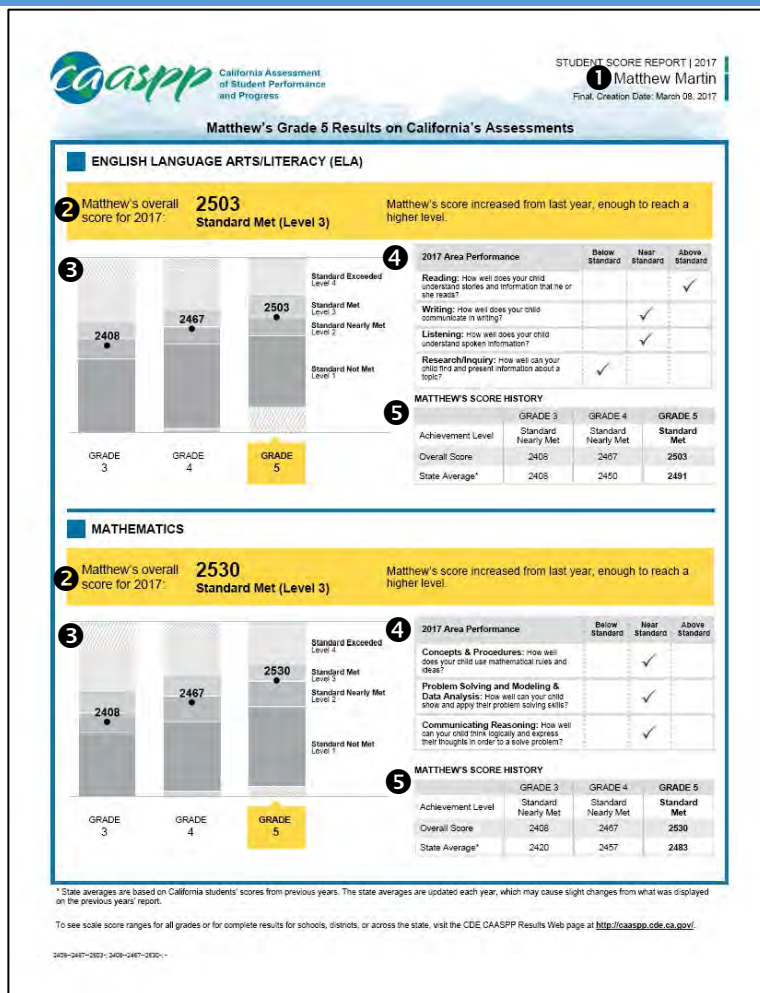 caaspp
California Assessment
of Student Performance
and Progress
STUDENT SCORE REPORT | 2017
1 Matthew Martin
Final, Creation Date: March 08, 2017
Matthew's Grade 5 Results on California's Assessments
ENGLISH LANGUAGE ARTS/LITERACY (ELA)
2 Matthew's overall
score for 2017:
2503
Standard Met (Level 3)
Matthew's score increased from last year, enough to reach a
higher level.
3
2408
2467
2503
Standard Exceeded
Level 4
Standard Met
Level 3
Standard Nearly Met
Level 2
Standard Not Met
Level 1
GRADE
3
GRADE
4
GRADE
5
4
2017 Area Performance Below Standard Near Standard Above Standard
Reading: How well does your child
understand stories and information that he or
she reads? ✓
Writing: How well does your child
communicate in writing? ✓
Listening: How well does your child
understand spoken information? ✓
Research/Inquiry: How well can your
child find and present information about a
topic? ✓
MATTHEW'S SCORE HISTORY
5
GRADE 3 GRADE 4 GRADE 5
Achievement Level Standard Nearly Met Standard Nearly Met Standard Met
Overall Score 2408 2467 2503
State Average* 2408 2450 2491
MATHEMATICS
2 Matthew's overall
score for 2017:
2530
Standard Met (Level 3)
Matthew's score increased from last year, enough to reach a
higher level.
3
2408
2467
2530
Standard Exceeded
Level 4
Standard Met
Level 3
Standard Nearly Met
Level 2
Standard Not Met
Level 1
GRADE
3
GRADE
4
GRADE
5
4
2017 Area Performance Below Standard Near Standard Above Standard
Concepts & Procedures: How well
does your child use mathematical rules and
ideas? ✓
Problem Solving and Modeling &
Data Analysis: How well can your child
show and apply their problem solving skills? ✓
Communicating Reasoning: How well
can your child think logically and express
their thoughts in order to a solve problem? ✓
MATTHEW'S SCORE HISTORY
5
GRADE 3 GRADE 4 GRADE 5
Achievement Level Standard Nearly Met Standard Nearly Met Standard Met
Overall Score 2408 2467 2530
State Average* 2420 2457 2483
* State averages are based on California students' scores from previous years. The state averages are updated each year, which may cause slight changes from what was displayed
on the previous years' report.
To see scale score ranges for all grades or for complete results for schools, districts, or across the state, visit the CDE CAASPP Results Web page at http://caaspp.cde.ca.gov/.